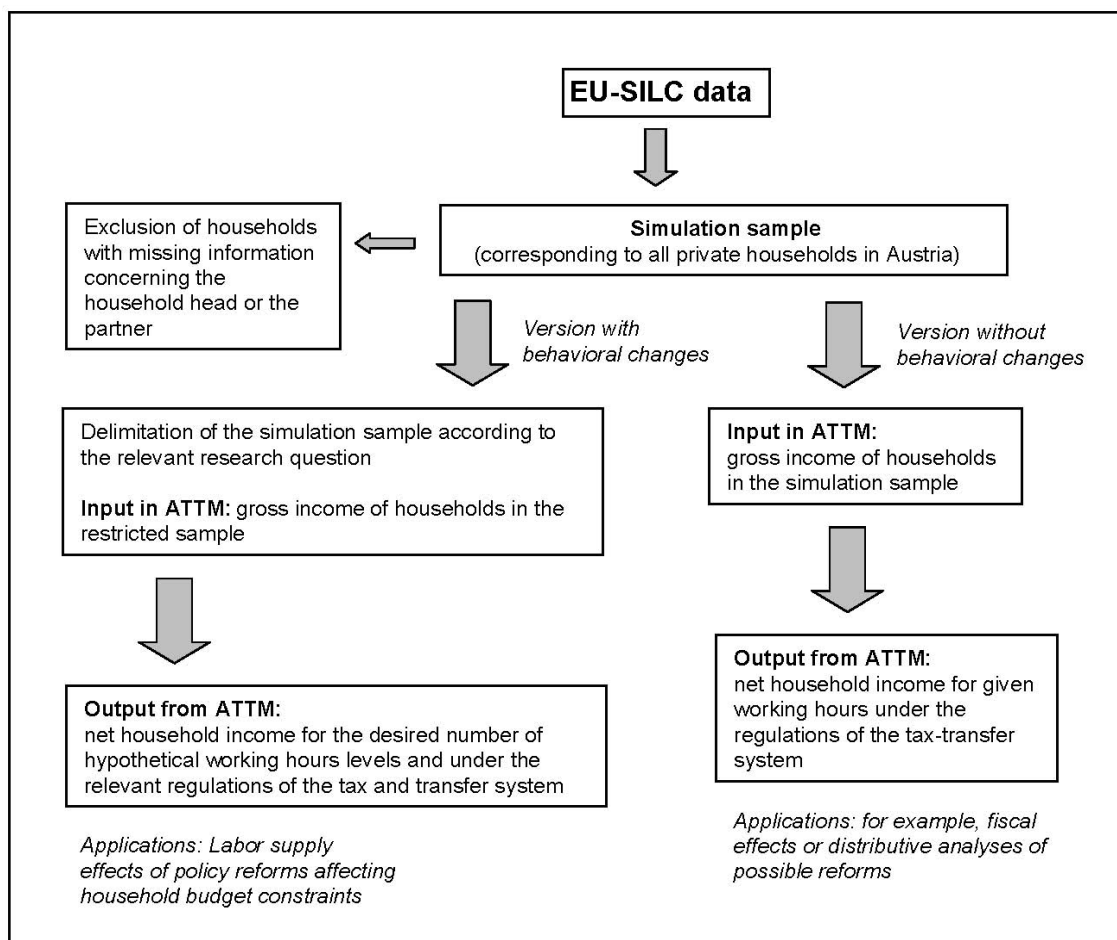 EU-SILC data
Simulation sample
(corresponding to all private households in Austria)
Exclusion of households
with missing information
concerning the
household head or the
partner
Version with
behavioral changes
Version without
behavioral changes
Delimitation of the simulation sample according to
the relevant research question
Input in ATTM: gross income of households in the
restricted sample
Input in ATTM:
gross income of households
in the simulation sample
Output from ATTM:
net household income for the desired number of
hypothetical working hours levels and under the
relevant regulations of the tax and transfer system
Output from ATTM:
net household income for given
working hours under the
regulations of the tax-transfer
system
Applications: Labor supply
effects of policy reforms affecting
household budget constraints
Applications: for example, fiscal
effects or distributive analyses of
possible reforms